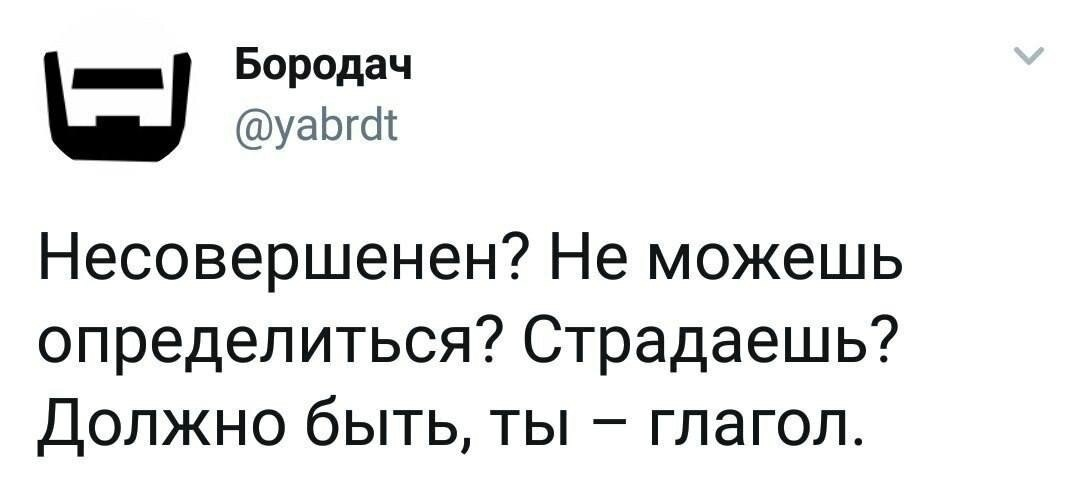 Бородач
@yabrdt
Несовершенен? Не можешь
определиться? Страдаешь?
Должно быть, ты – глагол.